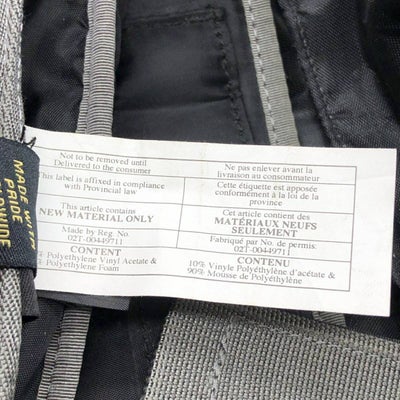 Not to be removed until
Delivered to the consumer
This label is affixed in compliance
with Provincial law
This article contains
NEW MATERIAL ONLY
Made by Reg. No.
02T-00449711
CONTENT
Polyethylene Vinyl Acetate &
Polyethylene Foam
Ne pas enlever avant la
livraison au consommateur
Cette étiquette est apposée
conformément à la loi de la
province
Cet article contient des
MATÉRIAUX NEUFS
SEULEMENT
Fabriqué par No. de permis:
02T-00449711
CONTENU
10% Vinyle Polyéthylène d'acétate &
90% Mousse de Polyéthylène
MADE
PRIDE